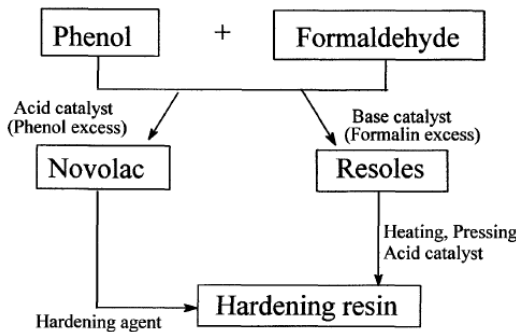 Phenol + Formaldehyde
Acid catalyst
(Phenol excess)
Base catalyst
(Formalin excess)
Novolac
Resoles
Heating, Pressing
Acid catalyst
Hardening agent
Hardening resin